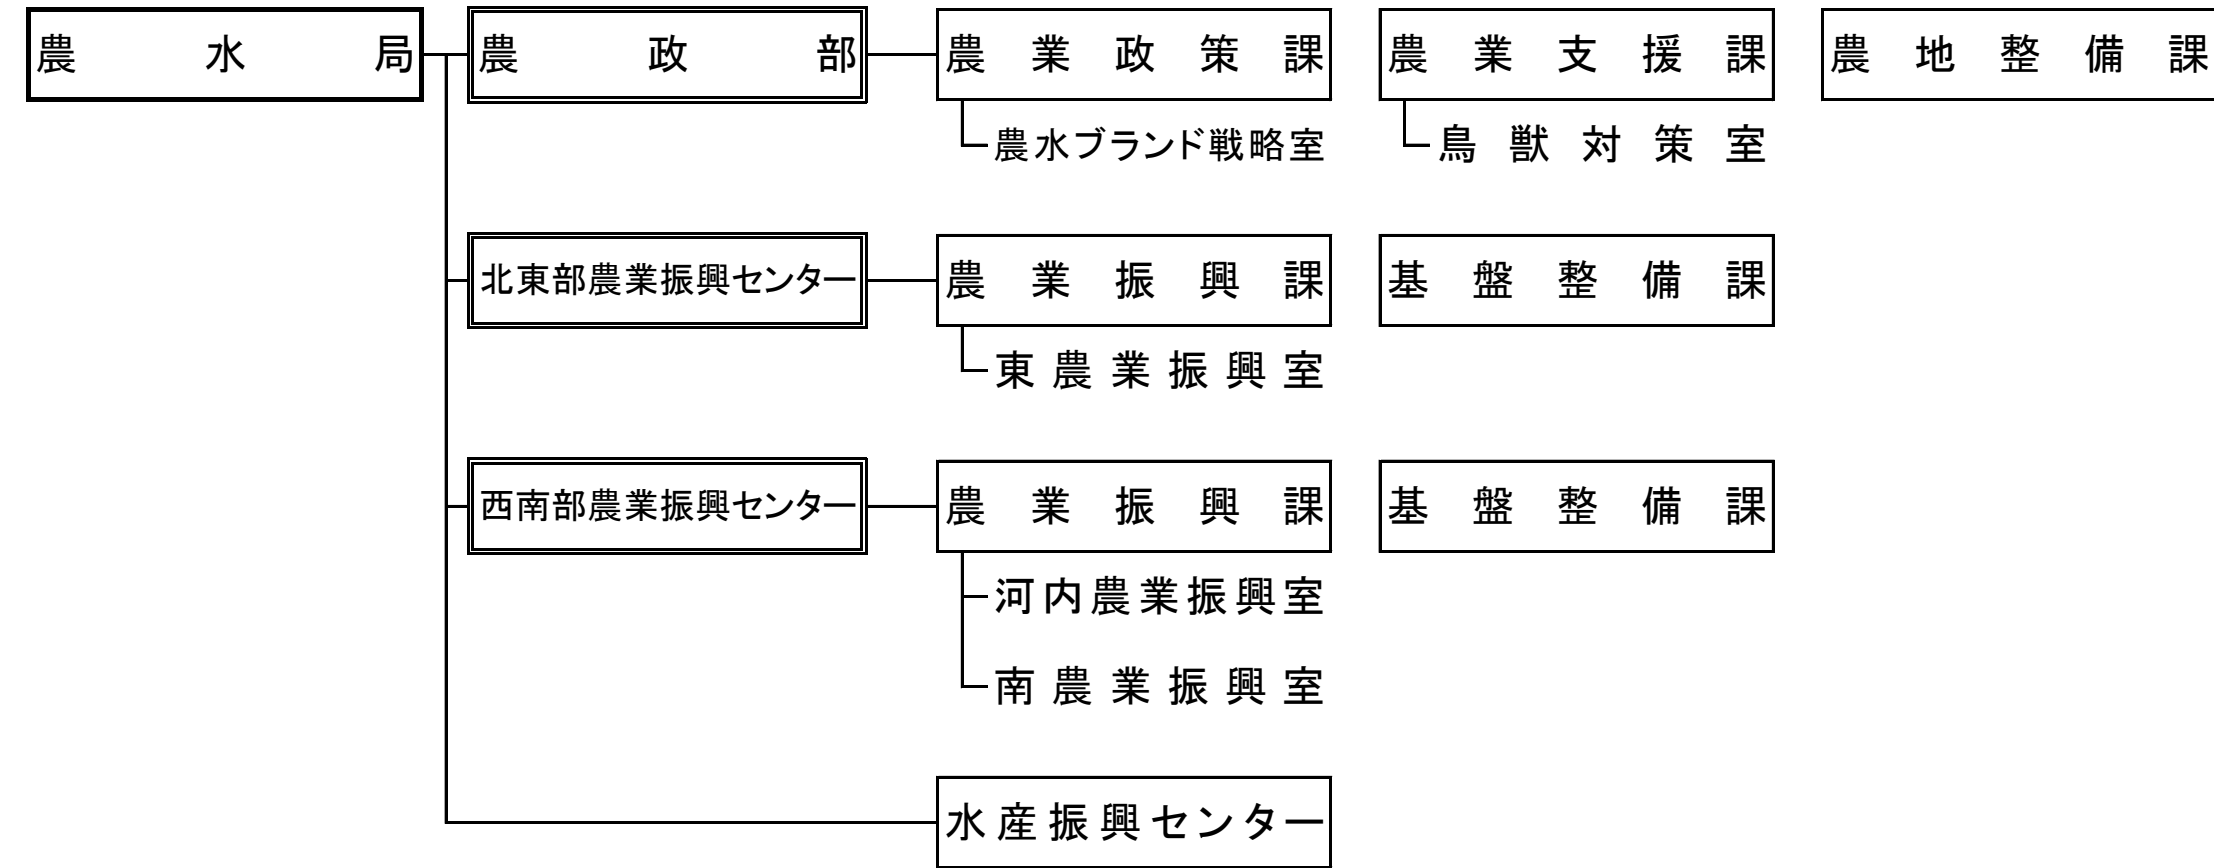 農水局 農政部 農業政策課 農業支援課 農地整備課
農水ブランド戦略室 鳥獣対策室
北東部農業振興センター 農業振興課 基盤整備課
東農業振興室
西南部農業振興センター 農業振興課 基盤整備課
河内農業振興室
南農業振興室
水産振興センター